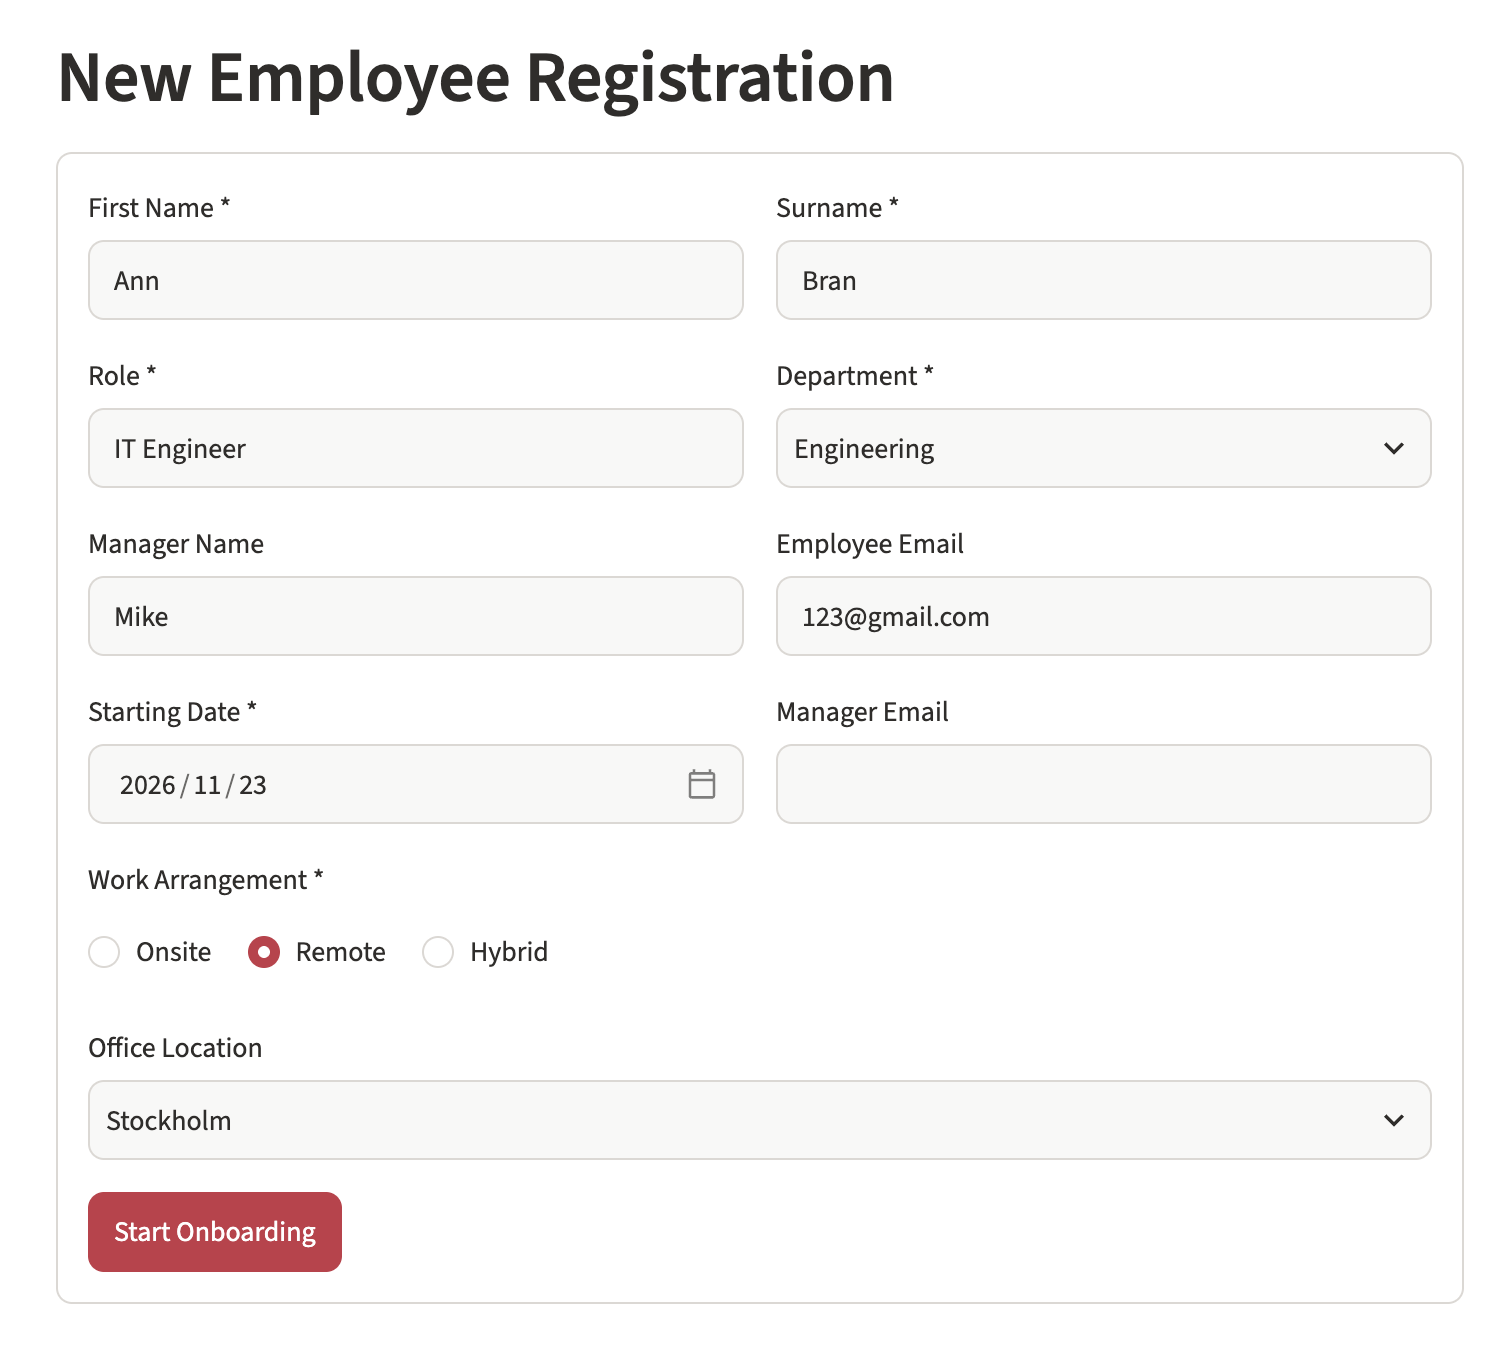 New Employee Registration
First Name *
Surname *
Ann
Bran
Role *
Department *
IT Engineer
Engineering
Manager Name
Employee Email
Mike
123@gmail.com
Starting Date *
Manager Email
2026/11/23
Work Arrangement *
Onsite
Remote
Hybrid
Office Location
Stockholm
Start Onboarding